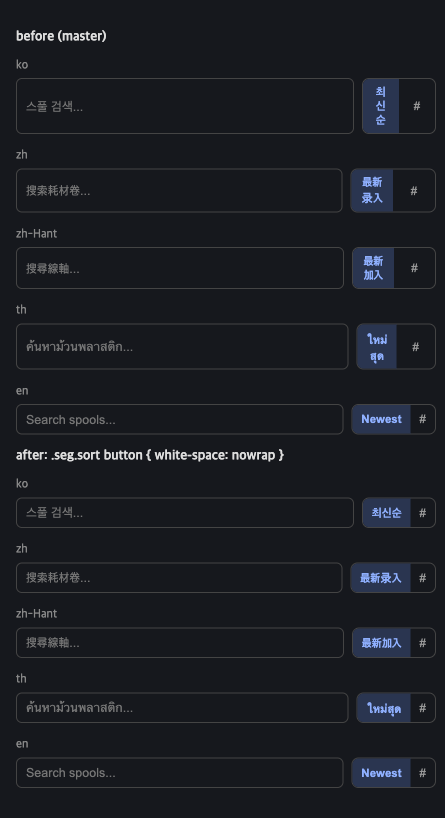 before (master)
ko
스풀 검색...
최
신
순
#
zh
搜索耗材卷...
最新
录入
#
zh-Hant
搜尋線軸...
最新
加入
#
th
ค้นหาม้วนพลาสติก...
ใหม่
สุด
#
en
Search spools...
Newest
#
after: .seg.sort button { white-space: nowrap }
ko
스풀 검색...
최신순
#
zh
搜索耗材卷...
最新录入
#
zh-Hant
搜尋線軸...
最新加入
#
th
ค้นหาม้วนพลาสติก...
ใหม่สุด
#
en
Search spools...
Newest
#